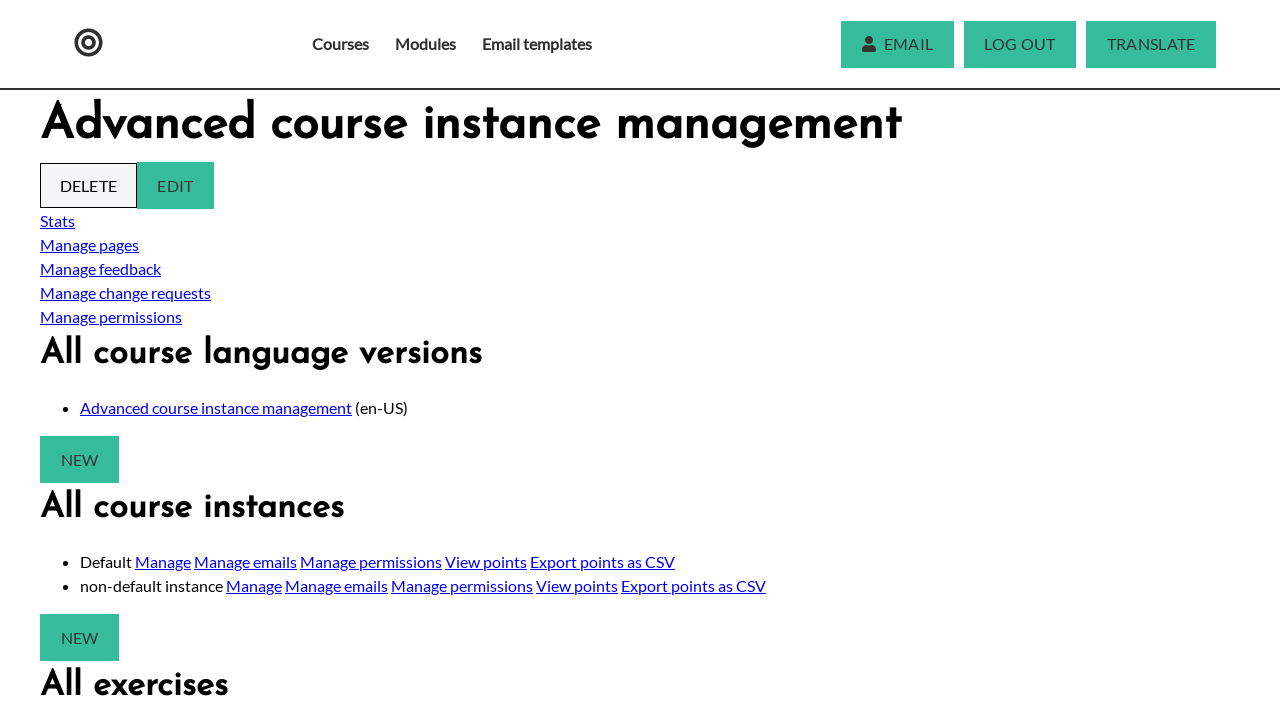 Courses Modules Email templates EMAIL LOG OUT TRANSLATE
Advanced course instance management
DELETE EDIT
Stats
Manage pages
Manage feedback
Manage change requests
Manage permissions
All course language versions
Advanced course instance management (en-US)
NEW
All course instances
Default Manage Manage emails Manage permissions View points Export points as CSV
non-default instance Manage Manage emails Manage permissions View points Export points as CSV
NEW
All exercises